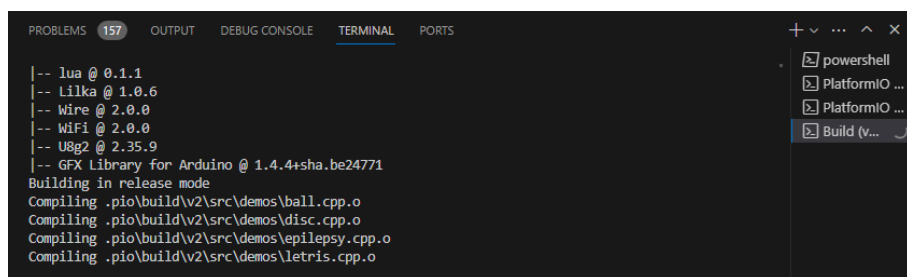 PROBLEMS 157 OUTPUT DEBUG CONSOLE TERMINAL PORTS
|-- lua @ 0.1.1
|-- Lilka @ 1.0.6
|-- Wire @ 2.0.0
|-- WiFi @ 2.0.0
|-- U8g2 @ 2.35.9
|-- GFX Library for Arduino @ 1.4.4+sha.be24771
Building in release mode
Compiling .pio\build\v2\src\demos\ball.cpp.o
Compiling .pio\build\v2\src\demos\disc.cpp.o
Compiling .pio\build\v2\src\demos\epilepsy.cpp.o
Compiling .pio\build\v2\src\demos\letris.cpp.o
powershell
PlatformIO ...
PlatformIO ...
Build (v...